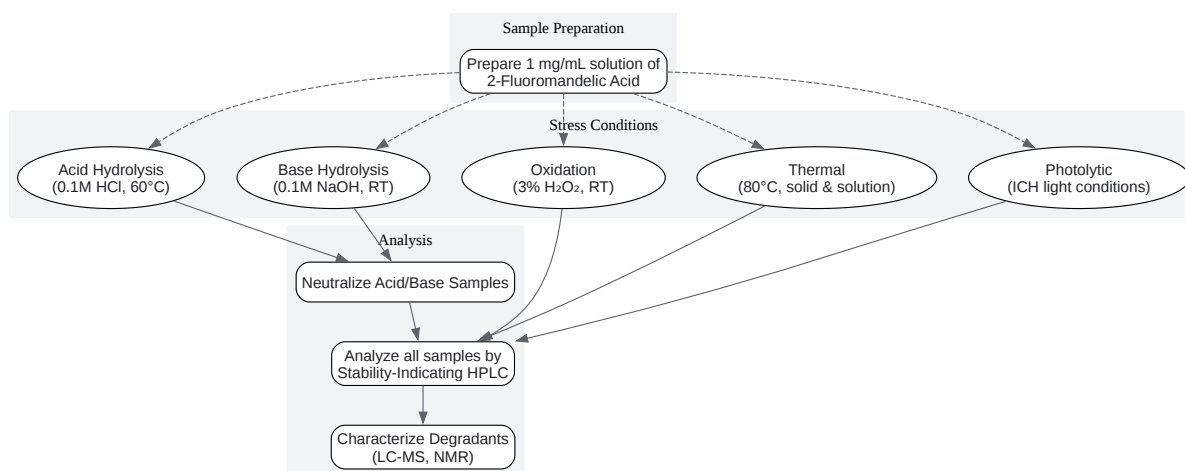 Sample Preparation
Prepare 1 mg/mL solution of
2-Fluoromandelic Acid
Stress Conditions
Acid Hydrolysis
(0.1M HCl, 60°C)
Base Hydrolysis
(0.1M NaOH, RT)
Oxidation
(3% H₂O₂, RT)
Thermal
(80°C, solid & solution)
Photolytic
(ICH light conditions)
Analysis
Neutralize Acid/Base Samples
Analyze all samples by
Stability-Indicating HPLC
Characterize Degradants
(LC-MS, NMR)